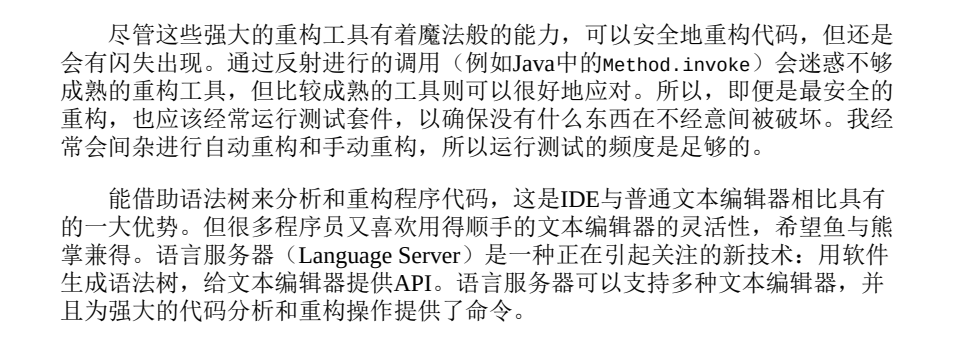 尽管这些强大的重构工具有着魔法般的能力，可以安全地重构代码，但还是
会有闪失出现。通过反射进行的调用（例如Java中的Method.invoke）会迷惑不够
成熟的重构工具，但比较成熟的工具则可以很好地应对。所以，即便是最安全的
重构，也应该经常运行测试套件，以确保没有什么东西在不经意间被破坏。我经
常会间杂进行自动重构和手动重构，所以运行测试的频度是足够的。
能借助语法树来分析和重构程序代码，这是IDE与普通文本编辑器相比具有
的一大优势。但很多程序员又喜欢用得顺手的文本编辑器的灵活性，希望鱼与熊
掌兼得。语言服务器（Language Server）是一种正在引起关注的新技术：用软件
生成语法树，给文本编辑器提供API。语言服务器可以支持多种文本编辑器，并
且为强大的代码分析和重构操作提供了命令。